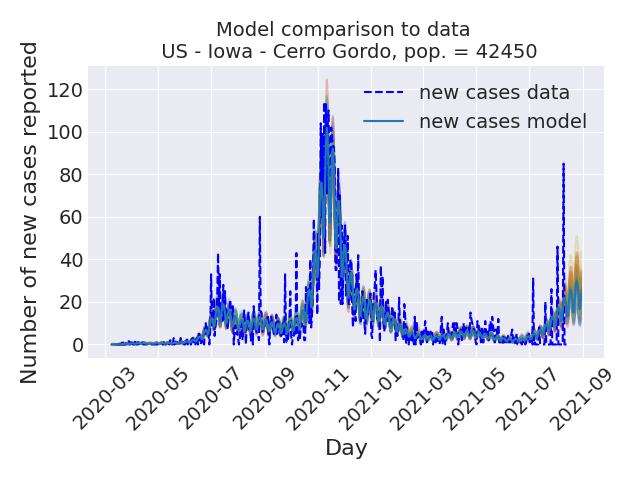 Model comparison to data
US - Iowa - Cerro Gordo, pop. = 42450
Number of new cases reported
120
100
80
60
40
20
0
new cases data
new cases model
2020-03
2020-05
2020-07
2020-09
2020-11
2021-01
2021-03
2021-05
2021-07
2021-09
Day